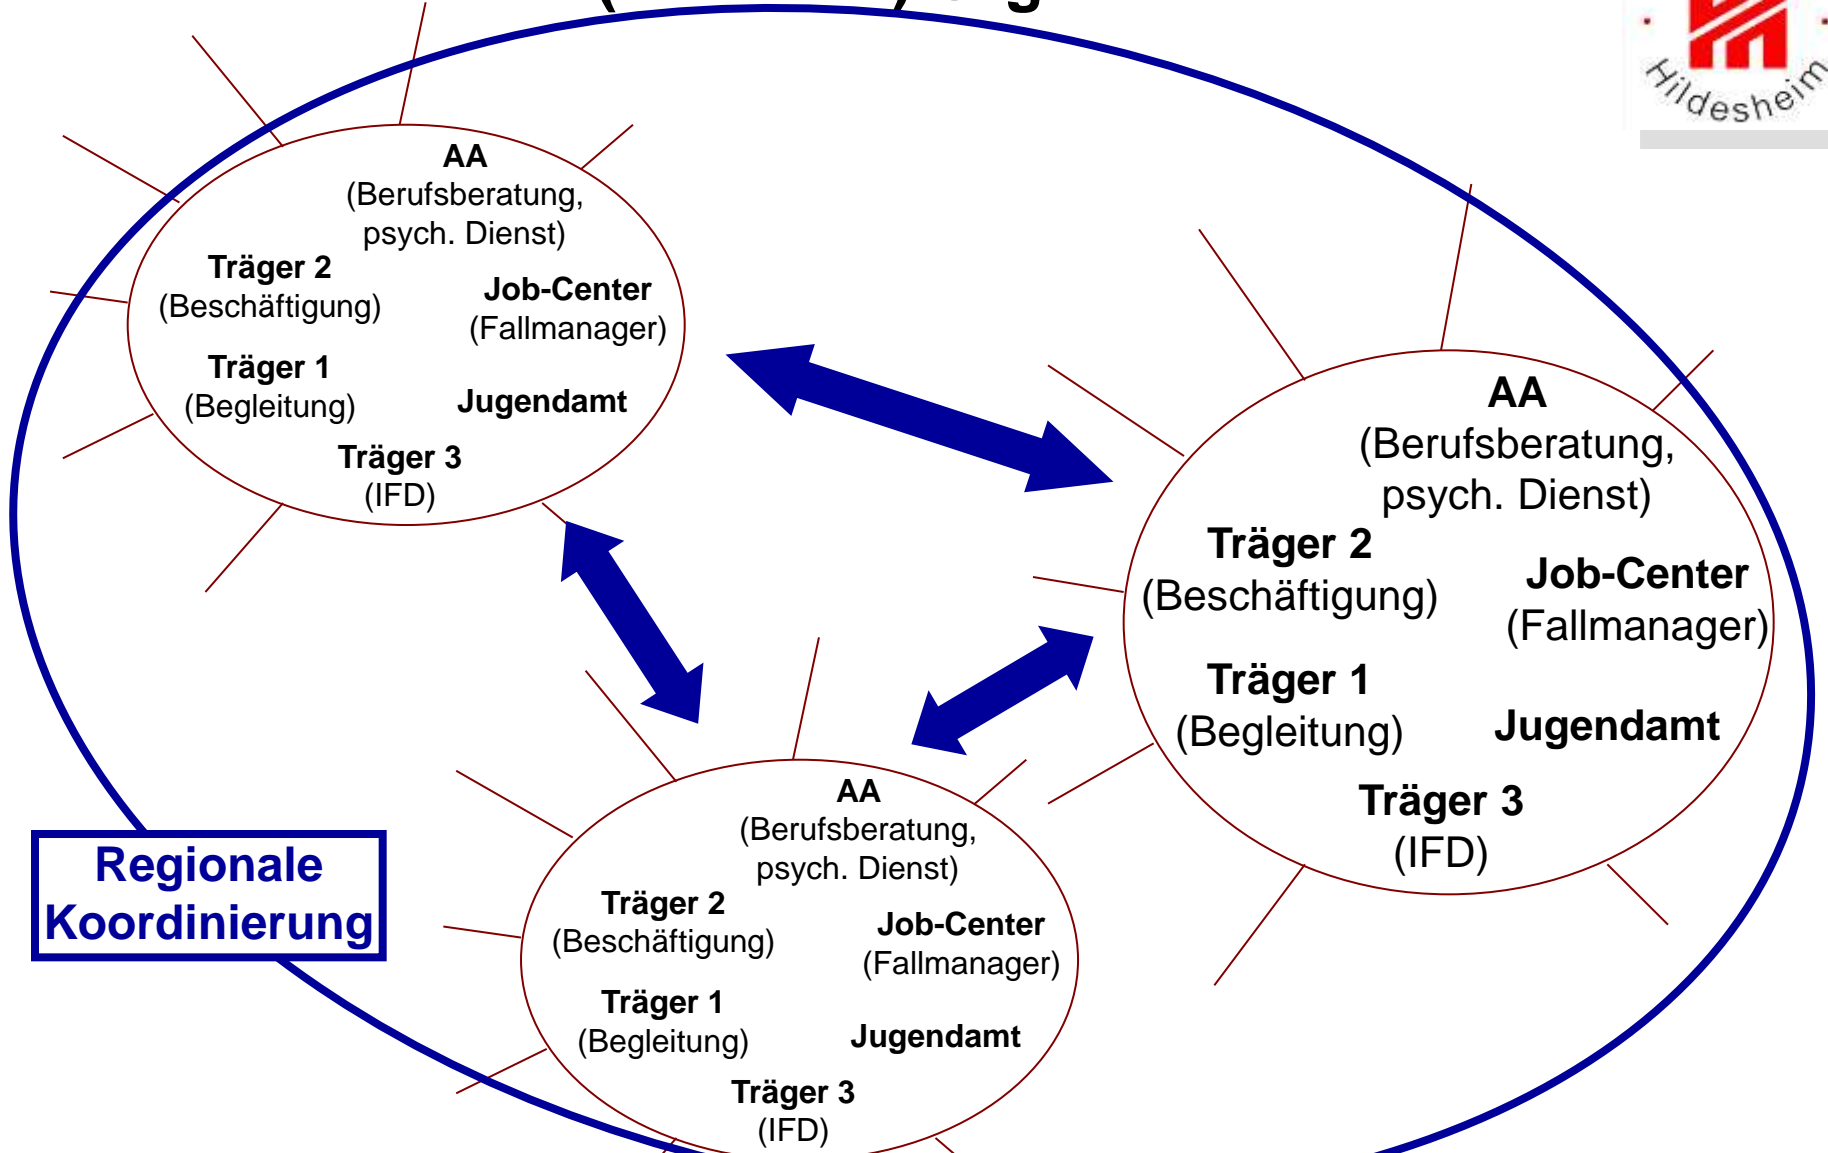 Hildesheim
AA
(Berufsberatung,
psych. Dienst)
Träger 2
(Beschäftigung)
Job-Center
(Fallmanager)
Träger 1
(Begleitung)
Jugendamt
Träger 3
(IFD)
AA
(Berufsberatung,
psych. Dienst)
Träger 2
(Beschäftigung)
Job-Center
(Fallmanager)
Träger 1
(Begleitung)
Jugendamt
Träger 3
(IFD)
AA
(Berufsberatung,
psych. Dienst)
Träger 2
(Beschäftigung)
Job-Center
(Fallmanager)
Träger 1
(Begleitung)
Jugendamt
Träger 3
(IFD)
Regionale
Koordinierung